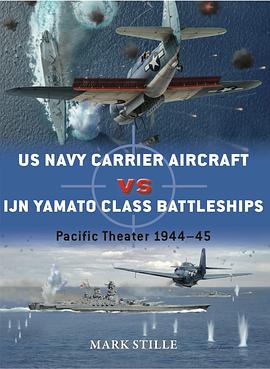 US NAVY CARRIER AIRCRAFT
VS
IJN YAMATO CLASS BATTLESHIPS
Pacific Theater 1944–45
MARK STILLE